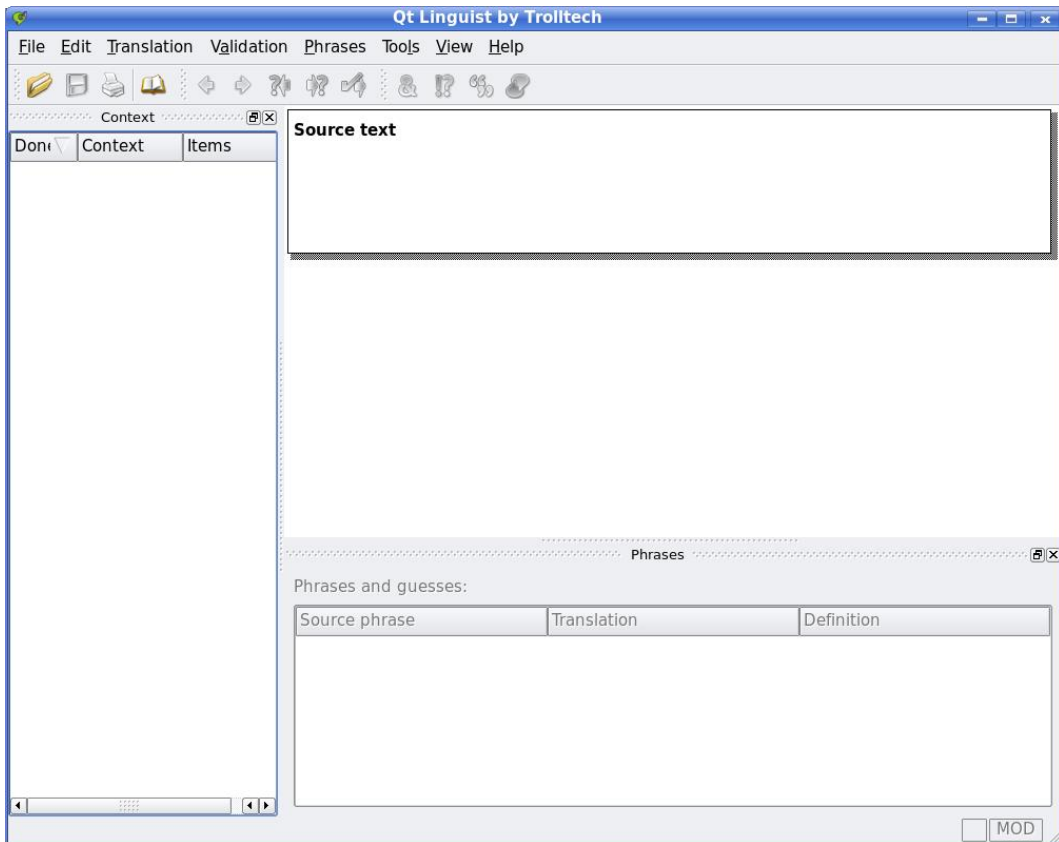 Qt Linguist by Trolltech
File Edit Translation Validation Phrases Tools View Help
Context
Done Context Items
Source text
Phrases
Phrases and guesses:
Source phrase Translation Definition
MOD